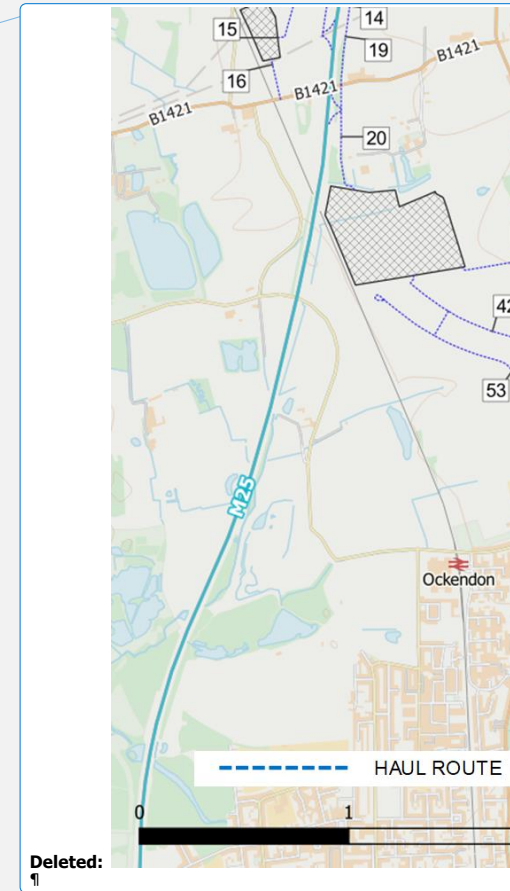 14
15
19
B1421
16
B1421
B1421
20
42
53
M25
Ockendon
HAUL ROUTE
0 1
Deleted:
¶